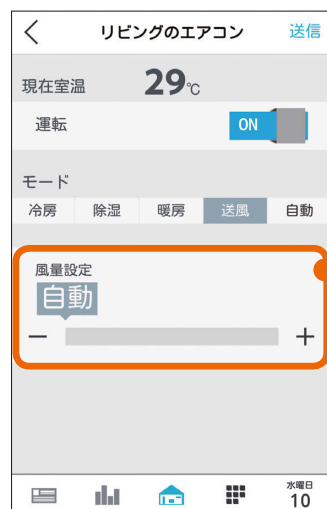 リビングのエアコン 送信
現在室温 29℃
運転 ON
モード
冷房 除湿 暖房 送風 自動
風量設定
自動
− +
水曜日
10